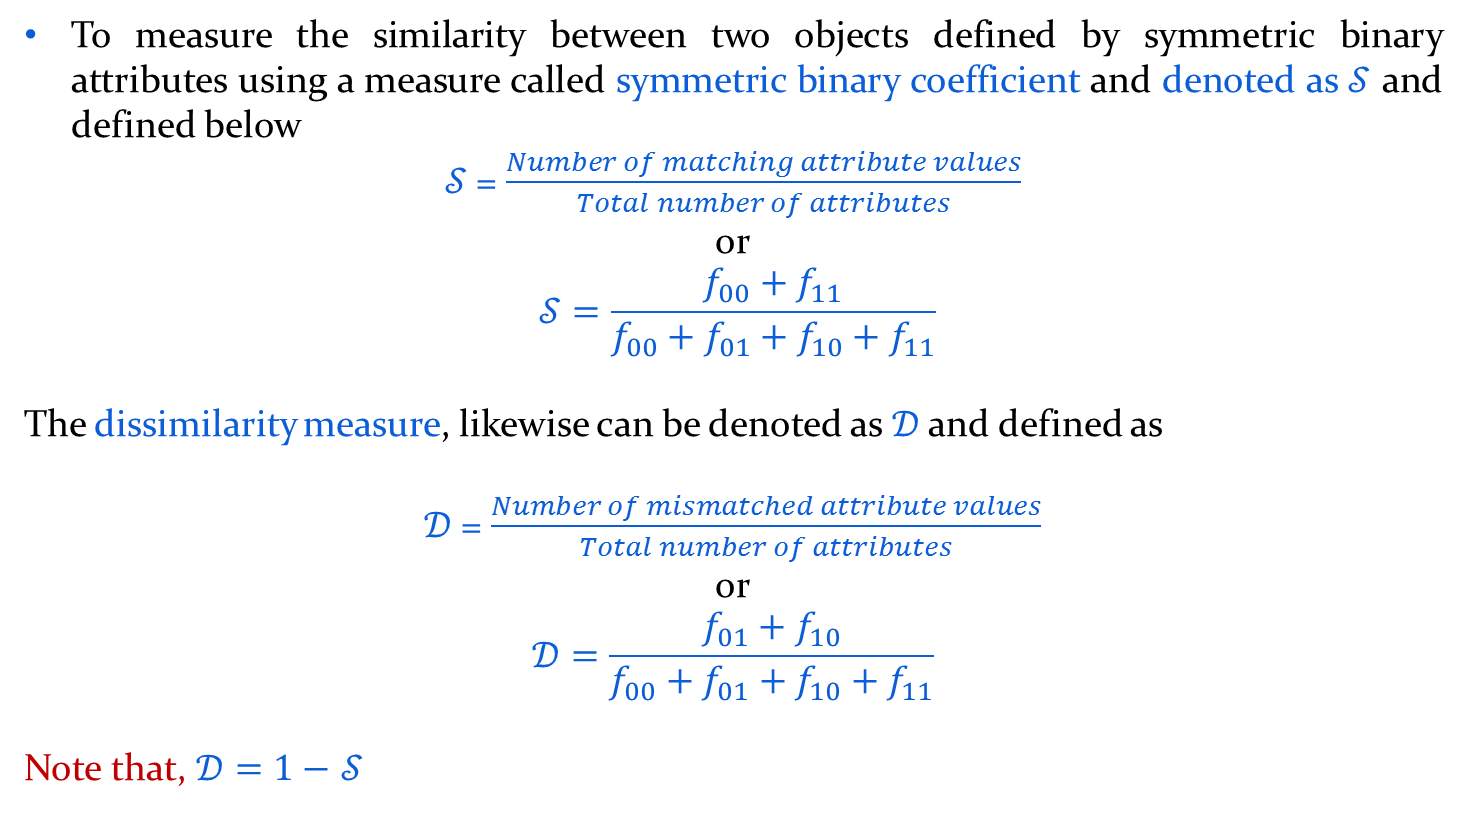 • To measure the similarity between two objects defined by symmetric binary
attributes using a measure called symmetric binary coefficient and denoted as 𝒮 and
defined below
𝒮 = Number of matching attribute values / Total number of attributes
or
𝒮 = f₀₀ + f₁₁ / f₀₀ + f₀₁ + f₁₀ + f₁₁
The dissimilarity measure, likewise can be denoted as 𝒟 and defined as
𝒟 = Number of mismatched attribute values / Total number of attributes
or
𝒟 = f₀₁ + f₁₀ / f₀₀ + f₀₁ + f₁₀ + f₁₁
Note that, 𝒟 = 1 − 𝒮